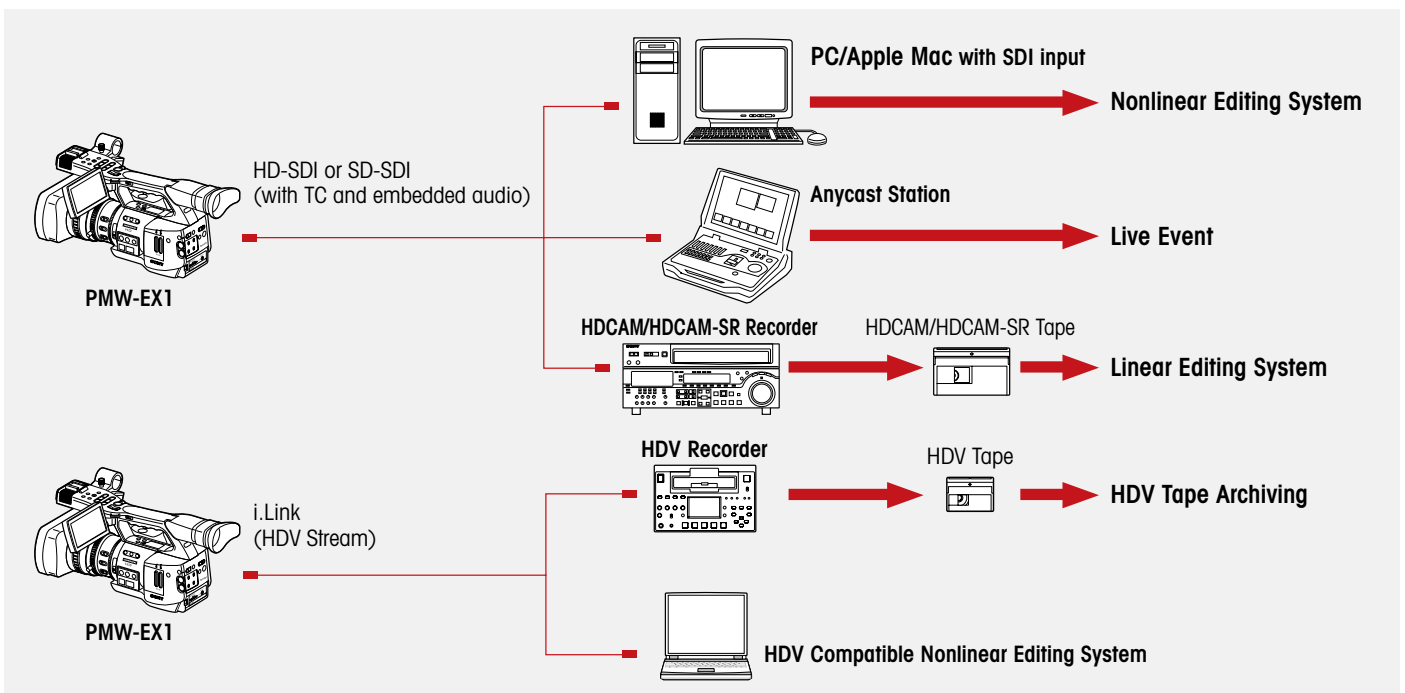 PC/Apple Mac with SDI input
Nonlinear Editing System
HD-SDI or SD-SDI
(with TC and embedded audio)
Anycast Station
Live Event
PMW-EX1
HDCAM/HDCAM-SR Recorder
HDCAM/HDCAM-SR Tape
Linear Editing System
HDV Recorder
HDV Tape
HDV Tape Archiving
i.Link
(HDV Stream)
PMW-EX1
HDV Compatible Nonlinear Editing System